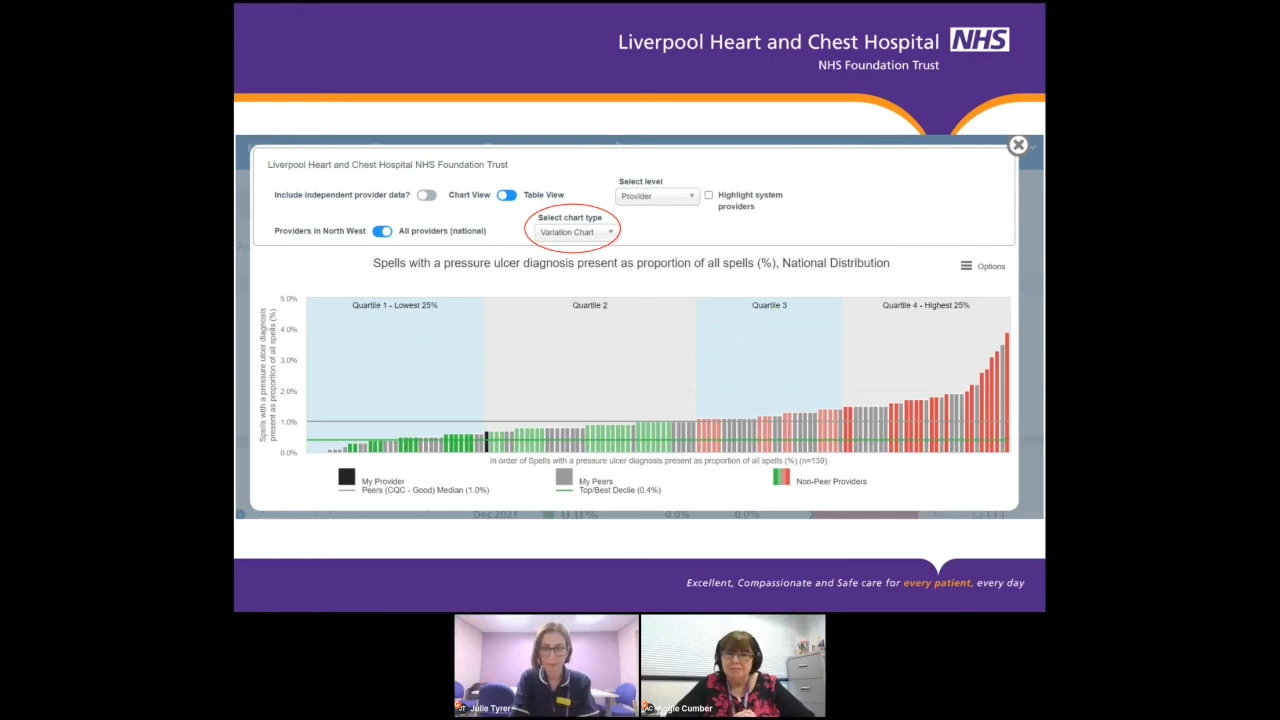 Liverpool Heart and Chest Hospital NHS
NHS Foundation Trust
Liverpool Heart and Chest Hospital NHS Foundation Trust
Select level
Include independent provider data? Chart View Table View Provider Highlight system
providers
Select chart type
Providers in North West All providers (national) Variation Chart
Spells with a pressure ulcer diagnosis present as proportion of all spells (%), National Distribution
Options
Spells with a pressure ulcer diagnosis
present as proportion of all spells (%)
5.0%
4.0%
3.0%
2.0%
1.0%
0.0%
Quartile 1 - Lowest 25% Quartile 2 Quartile 3 Quartile 4 - Highest 25%
In order of Spells with a pressure ulcer diagnosis present as proportion of all spells (%) (n=139)
My Provider My Peers Non-Peer Providers
Peers (CQC - Good) Median (1.0%) Top/Best Decile (0.4%)
Dec 2023 0.0% 0.0%
Excellent, Compassionate and Safe care for every patient, every day
JT Julie Tyrer
AC Angie Cumber